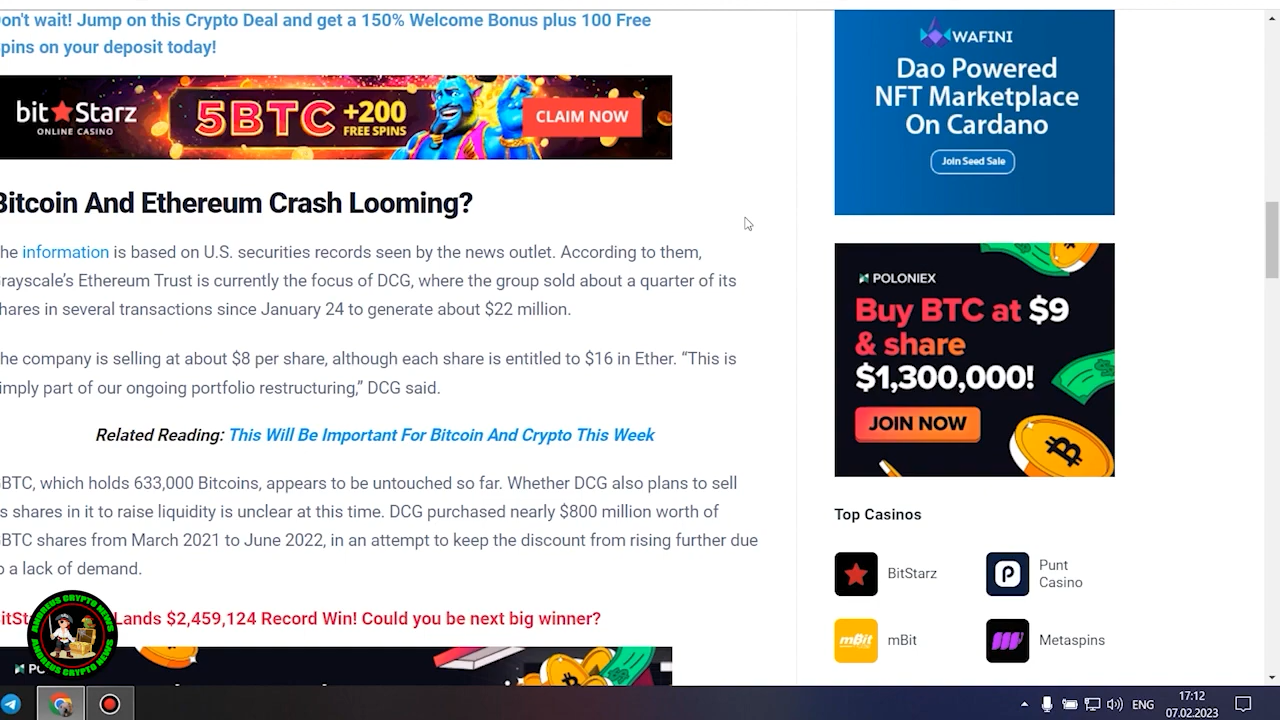 on't wait! Jump on this Crypto Deal and get a 150% Welcome Bonus plus 100 Free
pins on your deposit today!
bit★Starz
ONLINE CASINO
5BTC +200
FREE SPINS
CLAIM NOW
Bitcoin And Ethereum Crash Looming?
he information is based on U.S. securities records seen by the news outlet. According to them,
rayscale's Ethereum Trust is currently the focus of DCG, where the group sold about a quarter of its
hares in several transactions since January 24 to generate about $22 million.
he company is selling at about $8 per share, although each share is entitled to $16 in Ether. “This is
imply part of our ongoing portfolio restructuring,” DCG said.
Related Reading: This Will Be Important For Bitcoin And Crypto This Week
BTC, which holds 633,000 Bitcoins, appears to be untouched so far. Whether DCG also plans to sell
s shares in it to raise liquidity is unclear at this time. DCG purchased nearly $800 million worth of
BTC shares from March 2021 to June 2022, in an attempt to keep the discount from rising further due
o a lack of demand.
itSt Lands $2,459,124 Record Win! Could you be next big winner?
WAFINI
Dao Powered
NFT Marketplace
On Cardano
Join Seed Sale
POLONIEX
Buy BTC at $9
& share
$1,300,000!
JOIN NOW
Top Casinos
BitStarz
Punt
Casino
mBit
mBit
Metaspins
ANDREUS CRYPTO NEWS
ANDREUS CRYPTO NEWS
ENG
17:12
07.02.2023